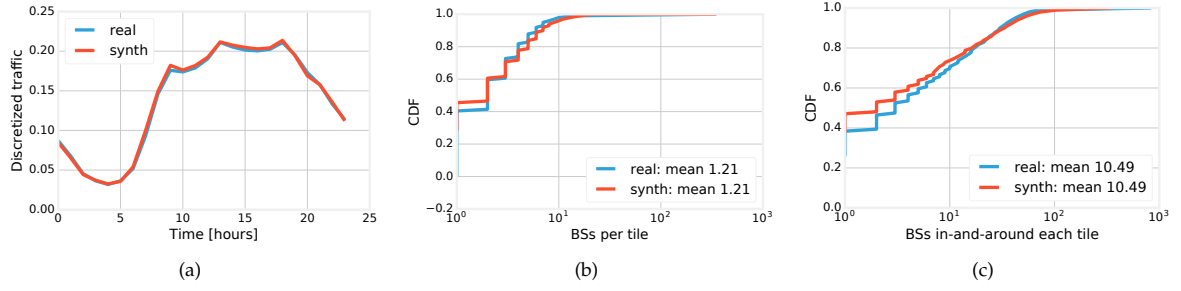 real
synth
Discretized traffic
0.25
0.20
0.15
0.10
0.05
0.00
0 5 10 15 20 25
Time [hours]
(a)
CDF
1.0
0.8
0.6
0.4
0.2
0.0
−0.2
real: mean 1.21
synth: mean 1.21
10^0 10^1 10^2 10^3
BSs per tile
(b)
CDF
1.0
0.8
0.6
0.4
0.2
0.0
real: mean 10.49
synth: mean 10.49
10^0 10^1 10^2 10^3
BSs in-and-around each tile
(c)